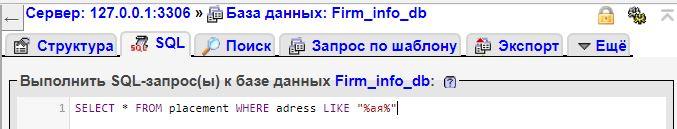 Сервер: 127.0.0.1:3306 » База данных: Firm_info_db
Структура SQL Поиск Запрос по шаблону Экспорт Ещё
Выполнить SQL-запрос(ы) к базе данных Firm_info_db:
1 SELECT * FROM placement WHERE adress LIKE "%ая%"